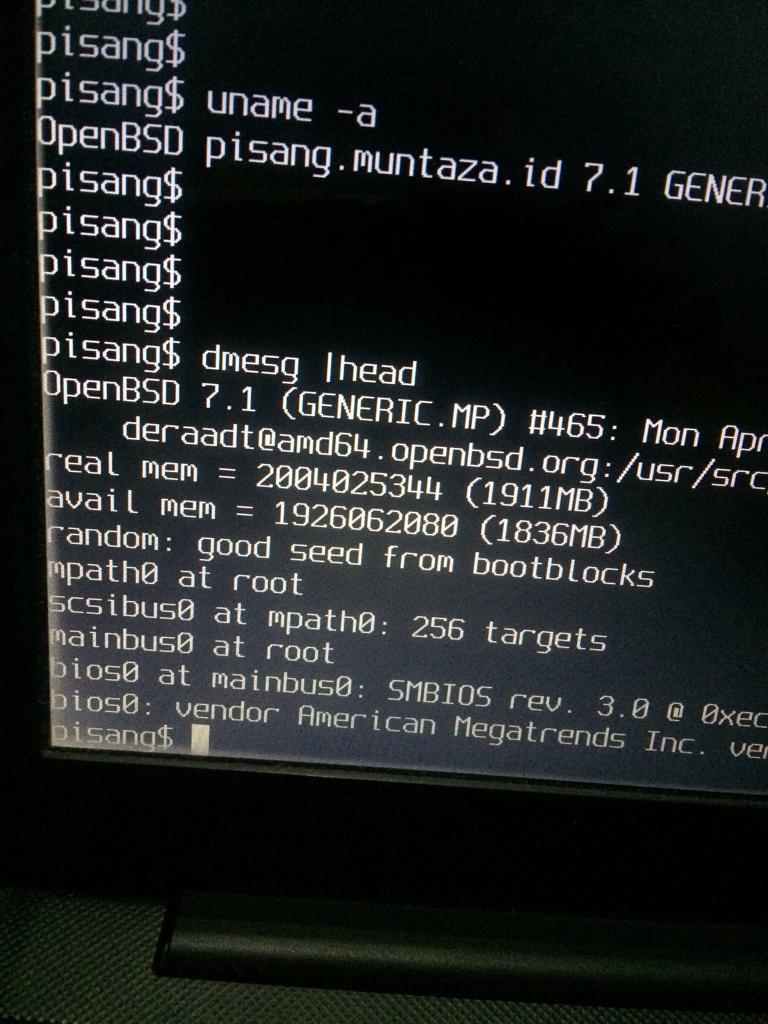 pisang$
pisang$
pisang$ uname -a
OpenBSD pisang.muntaza.id 7.1 GENER
pisang$
pisang$
pisang$
pisang$
pisang$ dmesg |head
OpenBSD 7.1 (GENERIC.MP) #465: Mon Apr
deraadt@amd64.openbsd.org:/usr/src
real mem = 2004025344 (1911MB)
avail mem = 1926062080 (1836MB)
random: good seed from bootblocks
mpath0 at root
scsibus0 at mpath0: 256 targets
mainbus0 at root
bios0 at mainbus0: SMBIOS rev. 3.0 @ 0xec
bios0: vendor American Megatrends Inc. ver
pisang$